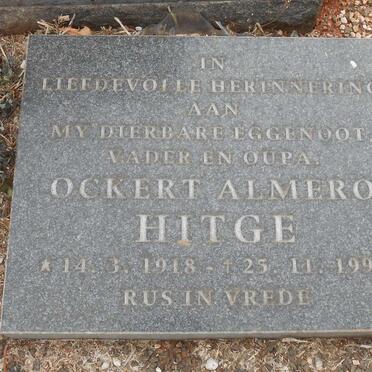 IN
LIEFDEVOLLE HERINNERING
AAN
MY DIERBARE EGGENOOT,
VADER EN OUPA.
OCKERT ALMERO
HITGE
★ 14. 3. 1918 - † 25. 11. 199
RUS IN VREDE